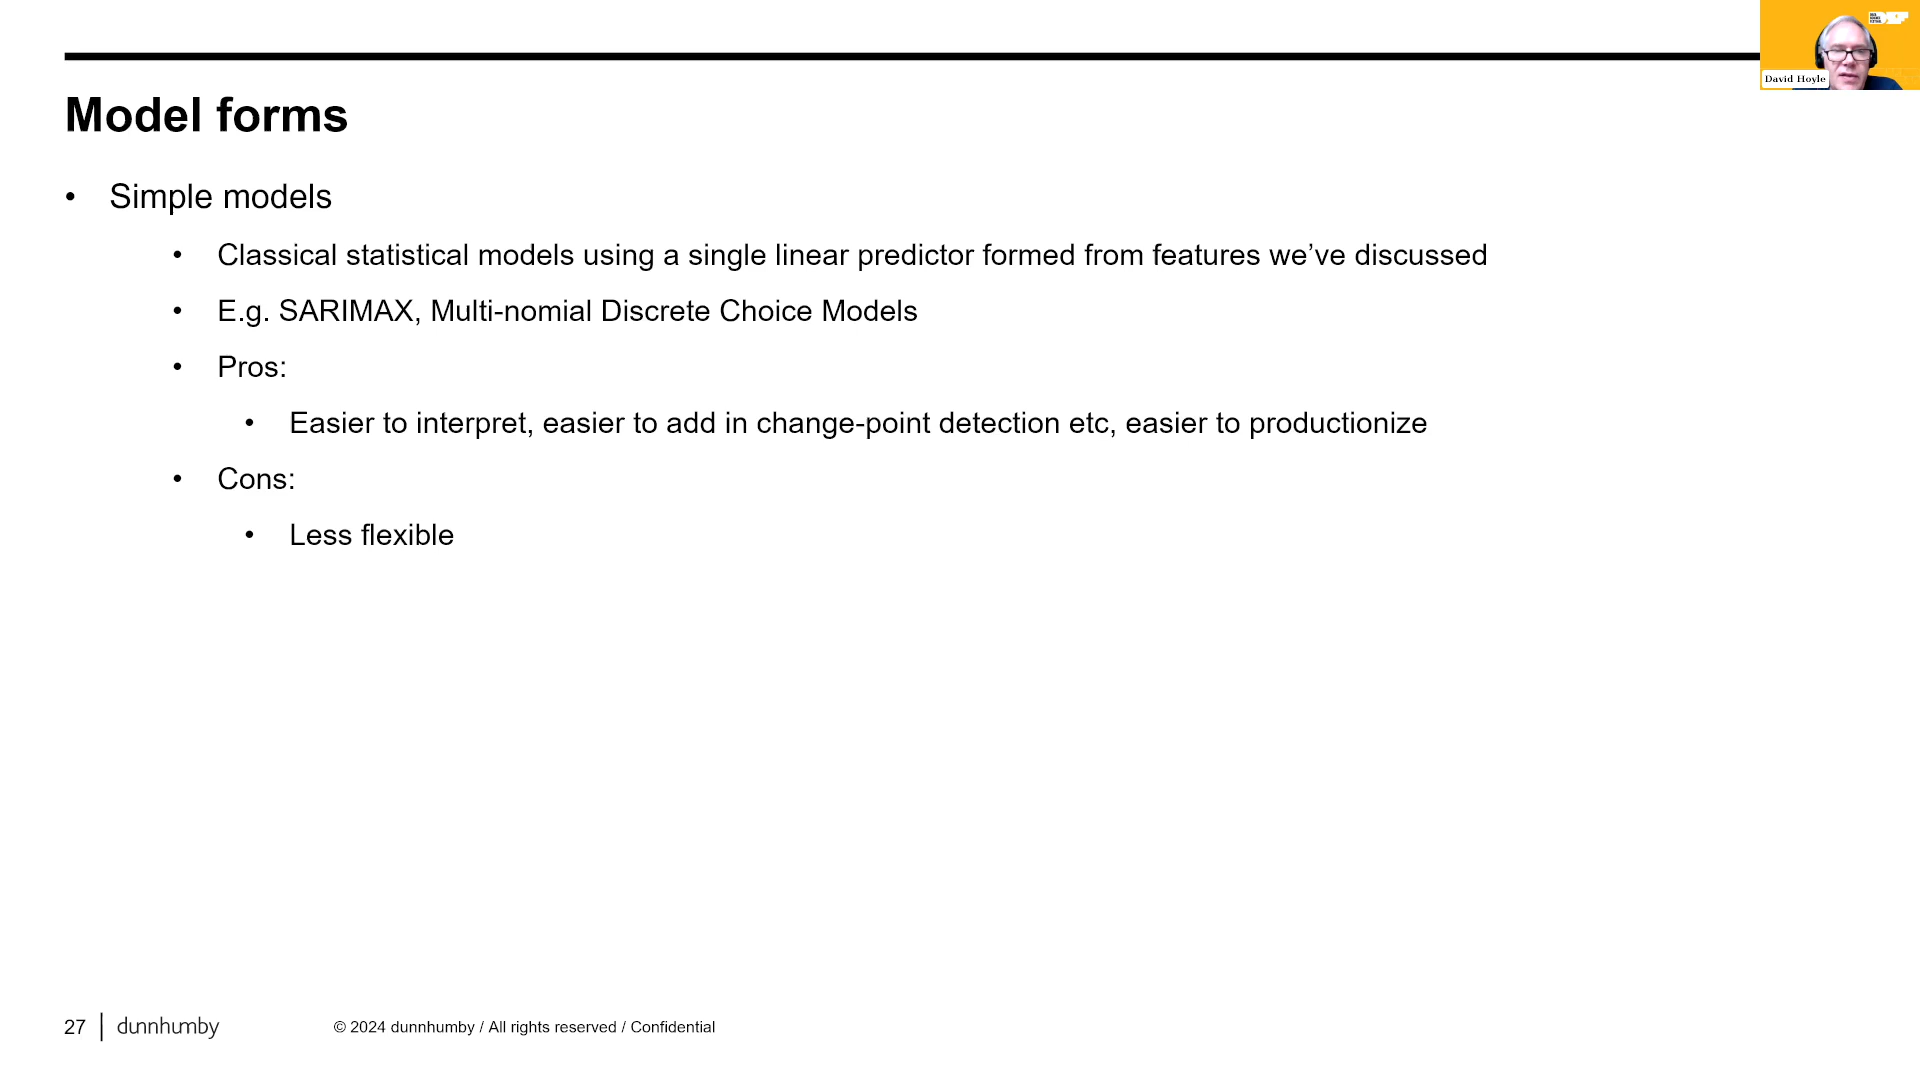 David Hoyle
Model forms
• Simple models
• Classical statistical models using a single linear predictor formed from features we’ve discussed
• E.g. SARIMAX, Multi-nomial Discrete Choice Models
• Pros:
• Easier to interpret, easier to add in change-point detection etc, easier to productionize
• Cons:
• Less flexible
27 | dunnhumby © 2024 dunnhumby / All rights reserved / Confidential